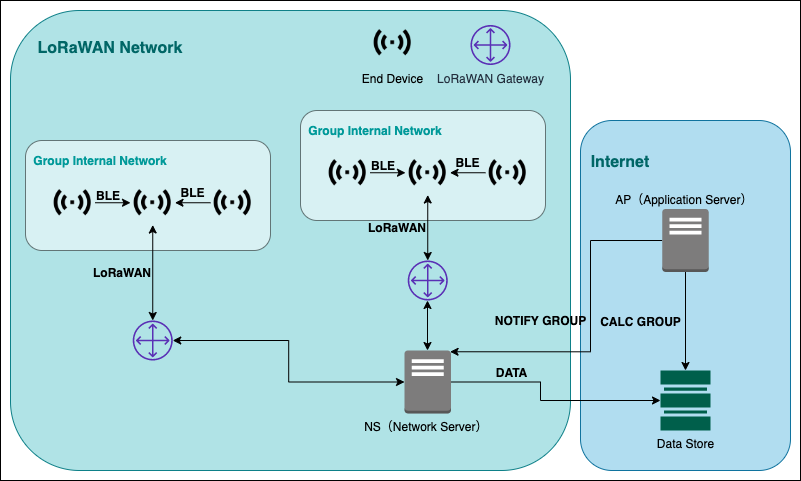 LoRaWAN Network
End Device
LoRaWAN Gateway
Group Internal Network
BLE
BLE
LoRaWAN
Group Internal Network
BLE
BLE
LoRaWAN
Internet
AP（Application Server）
NOTIFY GROUP
CALC GROUP
DATA
NS（Network Server）
Data Store